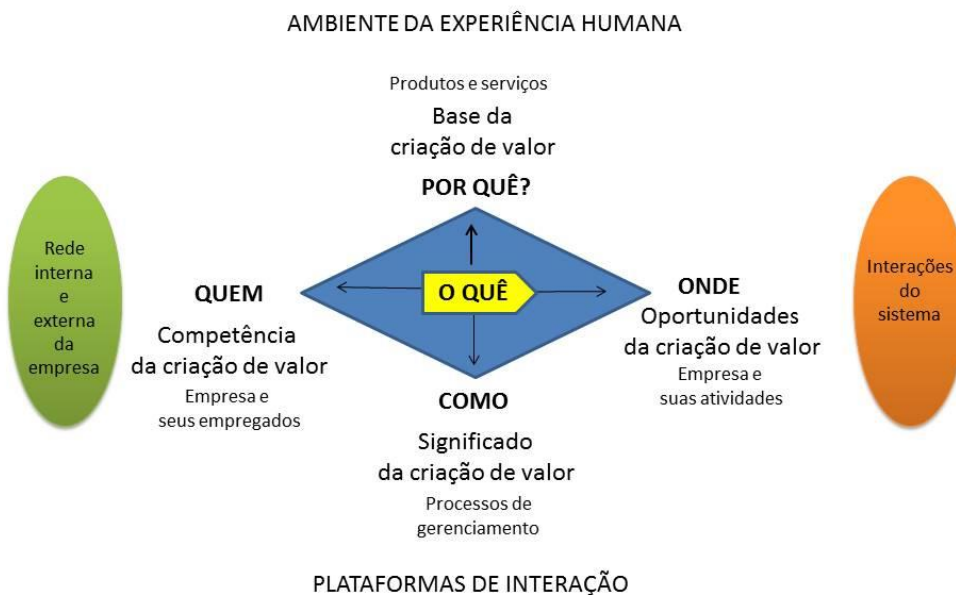 AMBIENTE DA EXPERIÊNCIA HUMANA
Produtos e serviços
Base da
criação de valor
POR QUÊ?
Rede
interna
e
externa
da
empresa
QUEM
Competência
da criação de valor
Empresa e
seus empregados
O QUÊ
ONDE
Oportunidades
da criação de valor
Empresa e
suas atividades
Interações
do
sistema
COMO
Significado
da criação de valor
Processos de
gerenciamento
PLATAFORMAS DE INTERAÇÃO